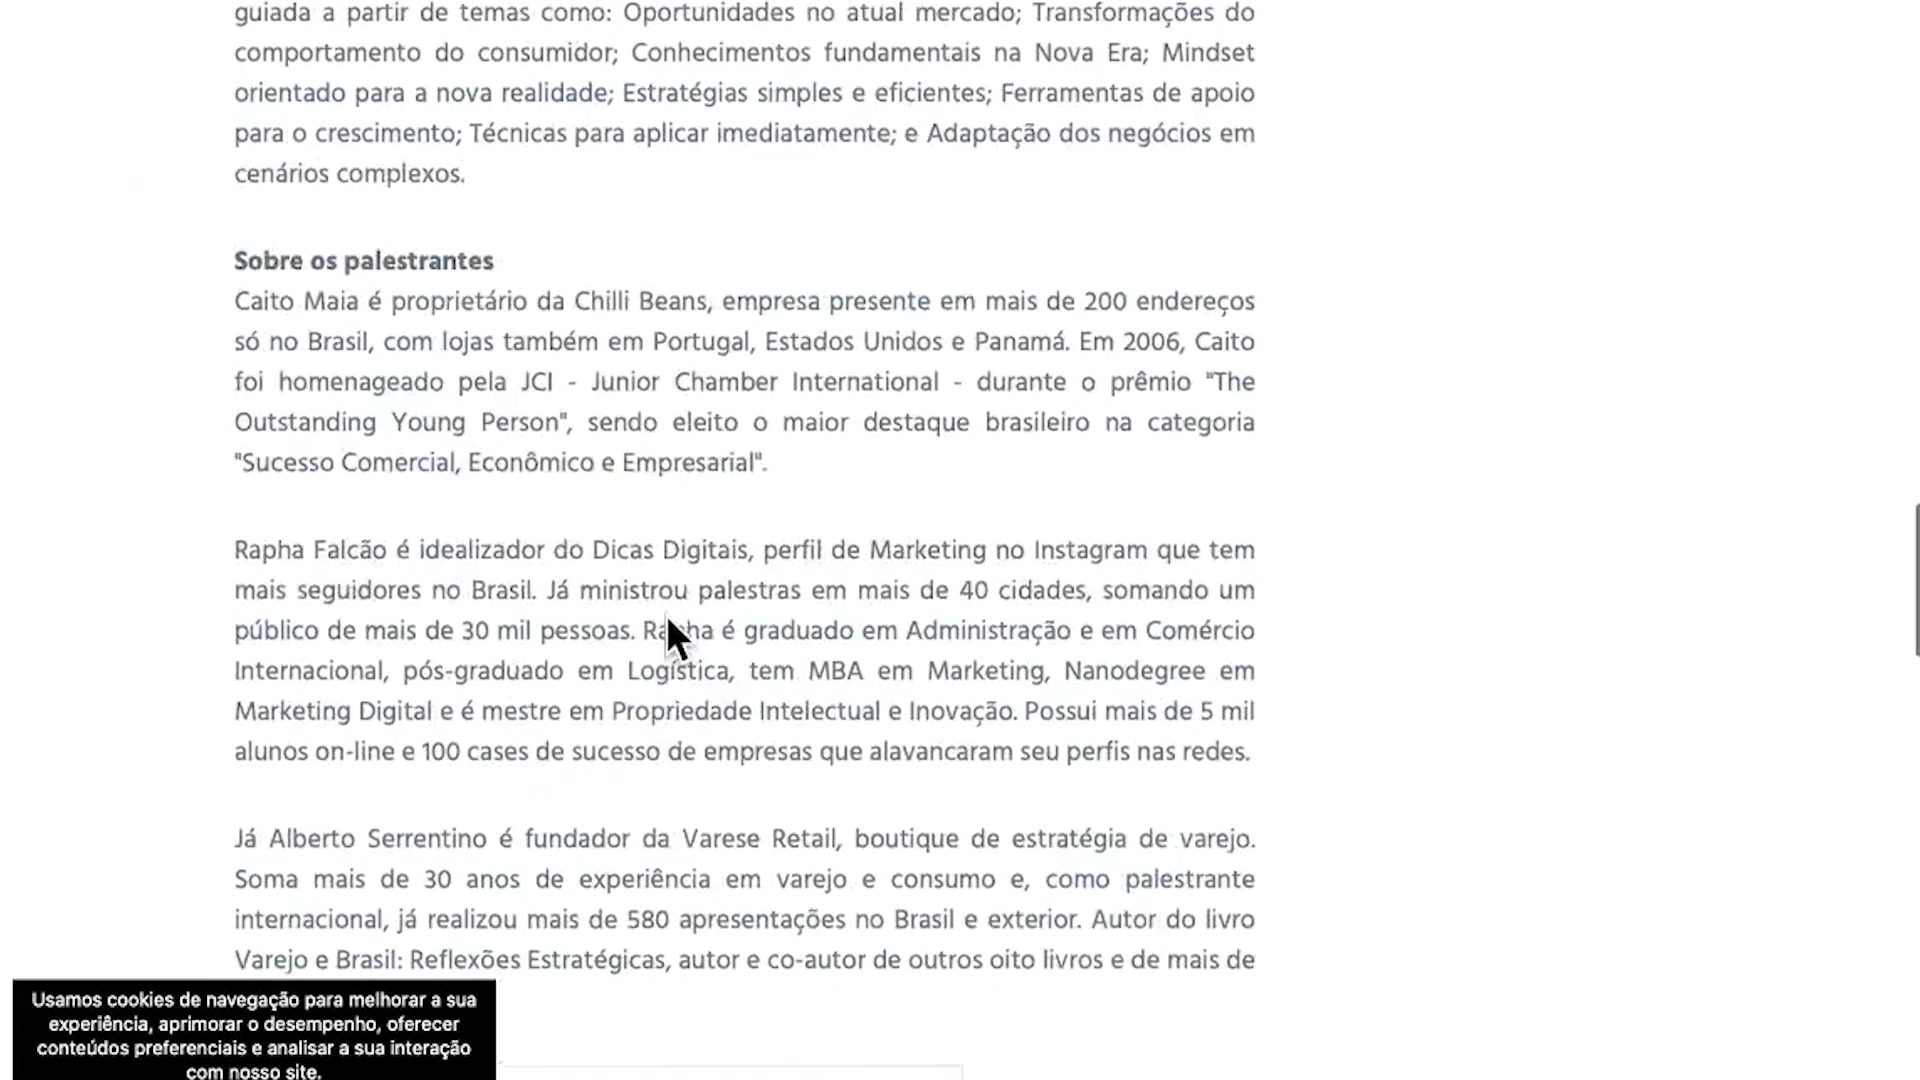 guiada a partir de temas como: Oportunidades no atual mercado; Transformações do
comportamento do consumidor; Conhecimentos fundamentais na Nova Era; Mindset
orientado para a nova realidade; Estratégias simples e eficientes; Ferramentas de apoio
para o crescimento; Técnicas para aplicar imediatamente; e Adaptação dos negócios em
cenários complexos.
Sobre os palestrantes
Caito Maia é proprietário da Chilli Beans, empresa presente em mais de 200 endereços
só no Brasil, com lojas também em Portugal, Estados Unidos e Panamá. Em 2006, Caito
foi homenageado pela JCI - Junior Chamber International - durante o prêmio "The
Outstanding Young Person", sendo eleito o maior destaque brasileiro na categoria
"Sucesso Comercial, Econômico e Empresarial".
Rapha Falcão é idealizador do Dicas Digitais, perfil de Marketing no Instagram que tem
mais seguidores no Brasil. Já ministrou palestras em mais de 40 cidades, somando um
público de mais de 30 mil pessoas. Rapha é graduado em Administração e em Comércio
Internacional, pós-graduado em Logística, tem MBA em Marketing, Nanodegree em
Marketing Digital e é mestre em Propriedade Intelectual e Inovação. Possui mais de 5 mil
alunos on-line e 100 cases de sucesso de empresas que alavancaram seu perfis nas redes.
Já Alberto Serrentino é fundador da Varese Retail, boutique de estratégia de varejo.
Soma mais de 30 anos de experiência em varejo e consumo e, como palestrante
internacional, já realizou mais de 580 apresentações no Brasil e exterior. Autor do livro
Varejo e Brasil: Reflexões Estratégicas, autor e co-autor de outros oito livros e de mais de
Usamos cookies de navegação para melhorar a sua
experiência, aprimorar o desempenho, oferecer
conteúdos preferenciais e analisar a sua interação
com nosso site.